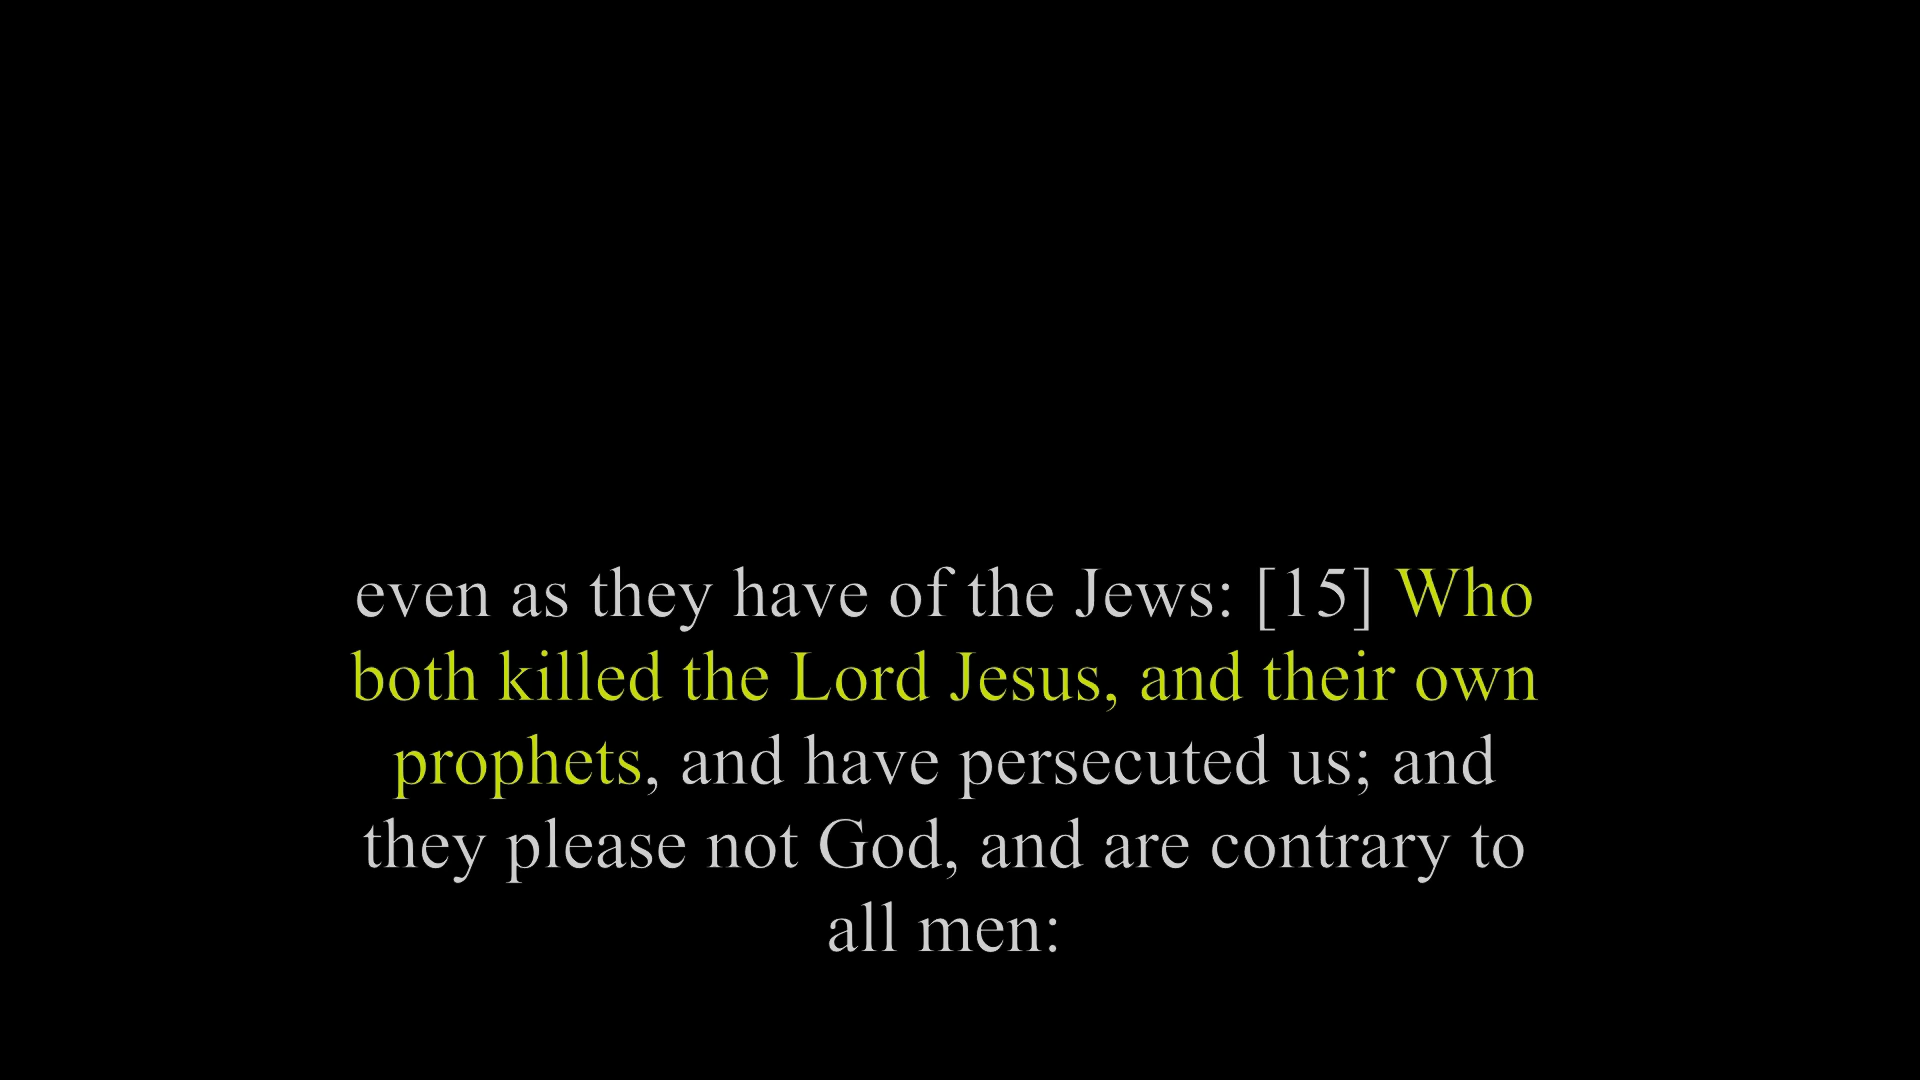 even as they have of the Jews: [15] Who
both killed the Lord Jesus, and their own
prophets, and have persecuted us; and
they please not God, and are contrary to
all men: